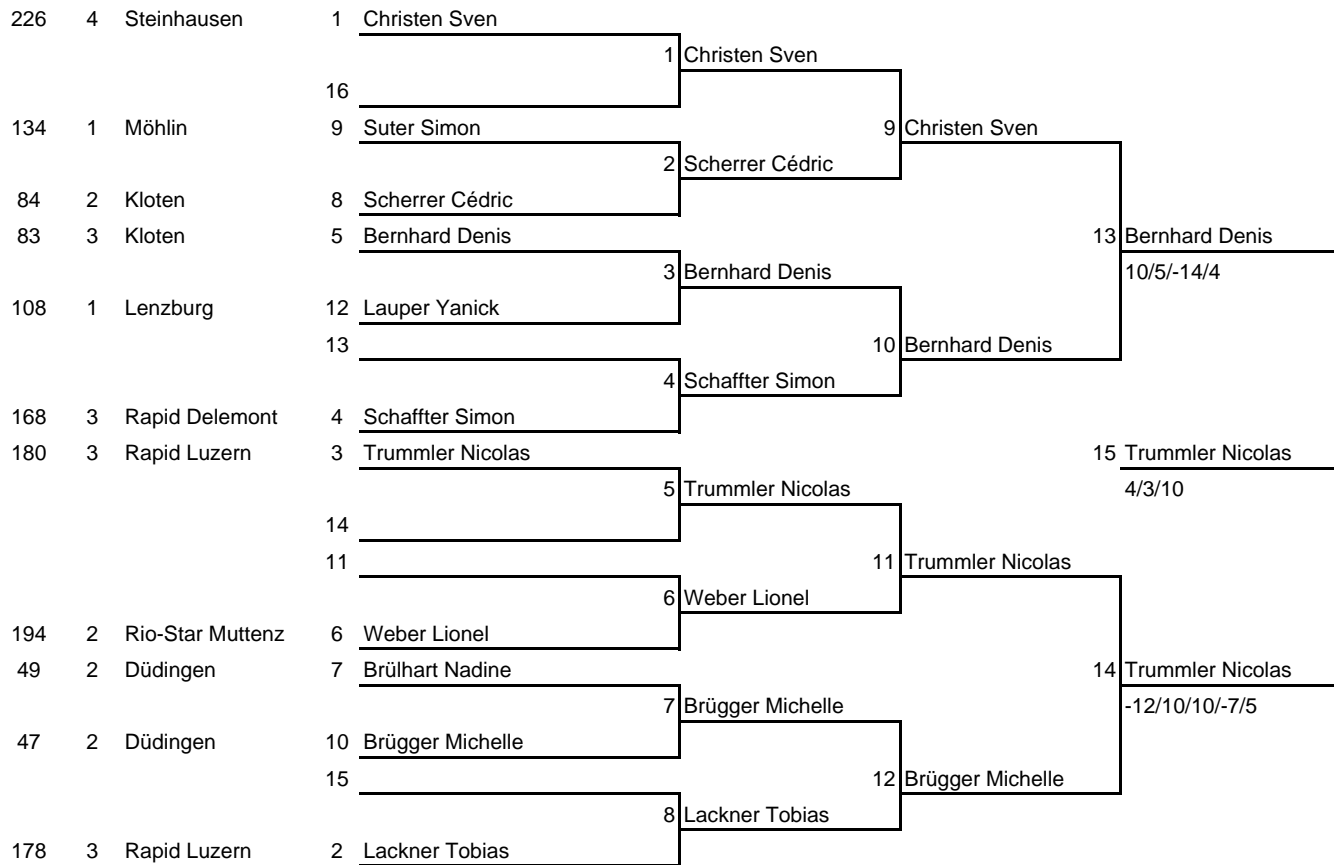 226 4 Steinhausen 1 Christen Sven
1 Christen Sven
16
134 1 Möhlin 9 Suter Simon 9 Christen Sven
2 Scherrer Cédric
84 2 Kloten 8 Scherrer Cédric
83 3 Kloten 5 Bernhard Denis 13 Bernhard Denis
3 Bernhard Denis 10/5/-14/4
108 1 Lenzburg 12 Lauper Yanick
13 10 Bernhard Denis
4 Schaffter Simon
168 3 Rapid Delemont 4 Schaffter Simon
180 3 Rapid Luzern 3 Trummler Nicolas 15 Trummler Nicolas
5 Trummler Nicolas 4/3/10
14
11 11 Trummler Nicolas
6 Weber Lionel
194 2 Rio-Star Muttenz 6 Weber Lionel
49 2 Düdingen 7 Brülhart Nadine 14 Trummler Nicolas
7 Brügger Michelle -12/10/10/-7/5
47 2 Düdingen 10 Brügger Michelle
15 12 Brügger Michelle
8 Lackner Tobias
178 3 Rapid Luzern 2 Lackner Tobias